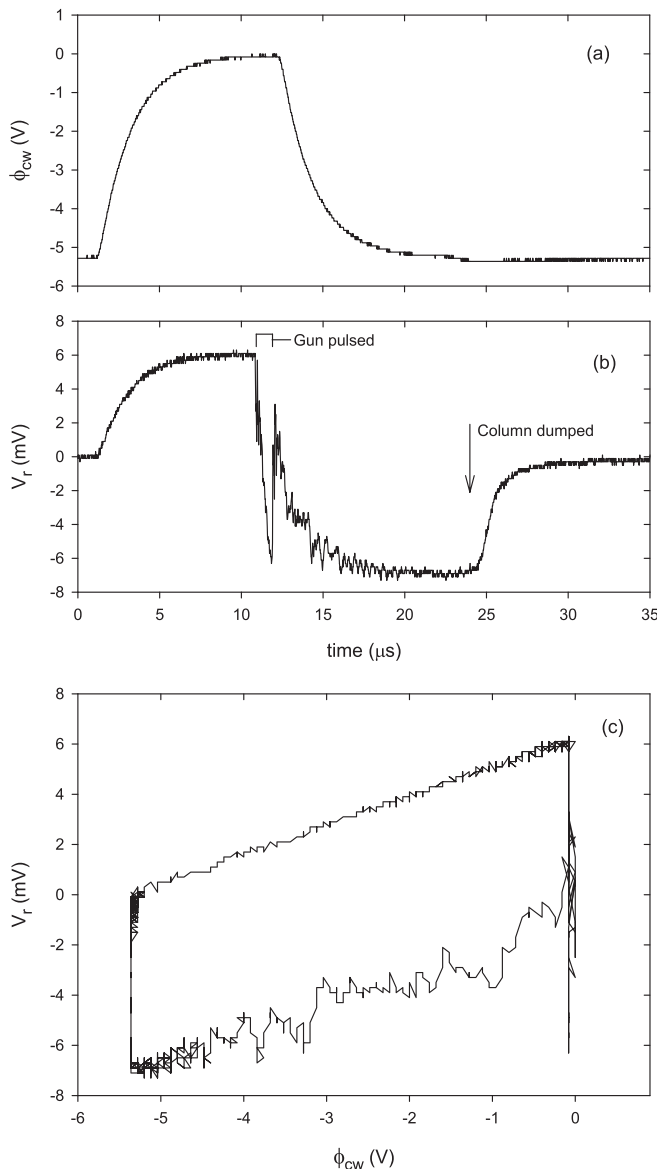 1
0
-1
-2
-3
-4
-5
-6
ϕcw (V)
(a)
8
6
4
2
0
-2
-4
-6
-8
Vr (mV)
Gun pulsed
(b)
Column dumped
0 5 10 15 20 25 30 35
time (μs)
8
6
4
2
0
-2
-4
-6
-8
Vr (mV)
(c)
-6 -5 -4 -3 -2 -1 0
ϕcw (V)